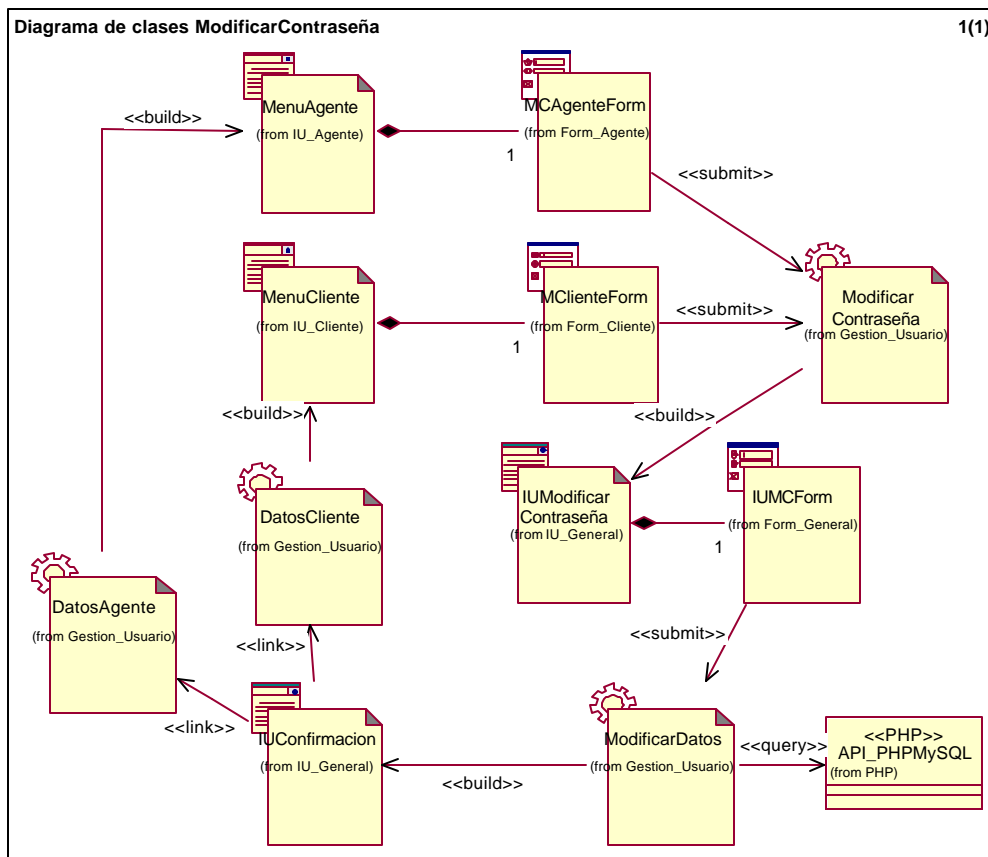 Diagrama de clases ModificarContraseña
1(1)
MenuAgente
(from IU_Agente)
MCAgenteForm
(from Form_Agente)
<<build>>
1
<<submit>>
MenuCliente
(from IU_Cliente)
MClienteForm
(from Form_Cliente)
<<submit>>
1
Modificar
Contraseña
(from Gestion_Usuario)
<<build>>
<<build>>
DatosCliente
(from Gestion_Usuario)
IUModificar
Contraseña
(from IU_General)
IUMCForm
(from Form_General)
1
DatosAgente
(from Gestion_Usuario)
<<link>>
<<submit>>
<<link>>
IUConfirmacion
(from IU_General)
<<build>>
ModificarDatos
(from Gestion_Usuario)
<<query>>
<<PHP>>
API_PHPMySQL
(from PHP)